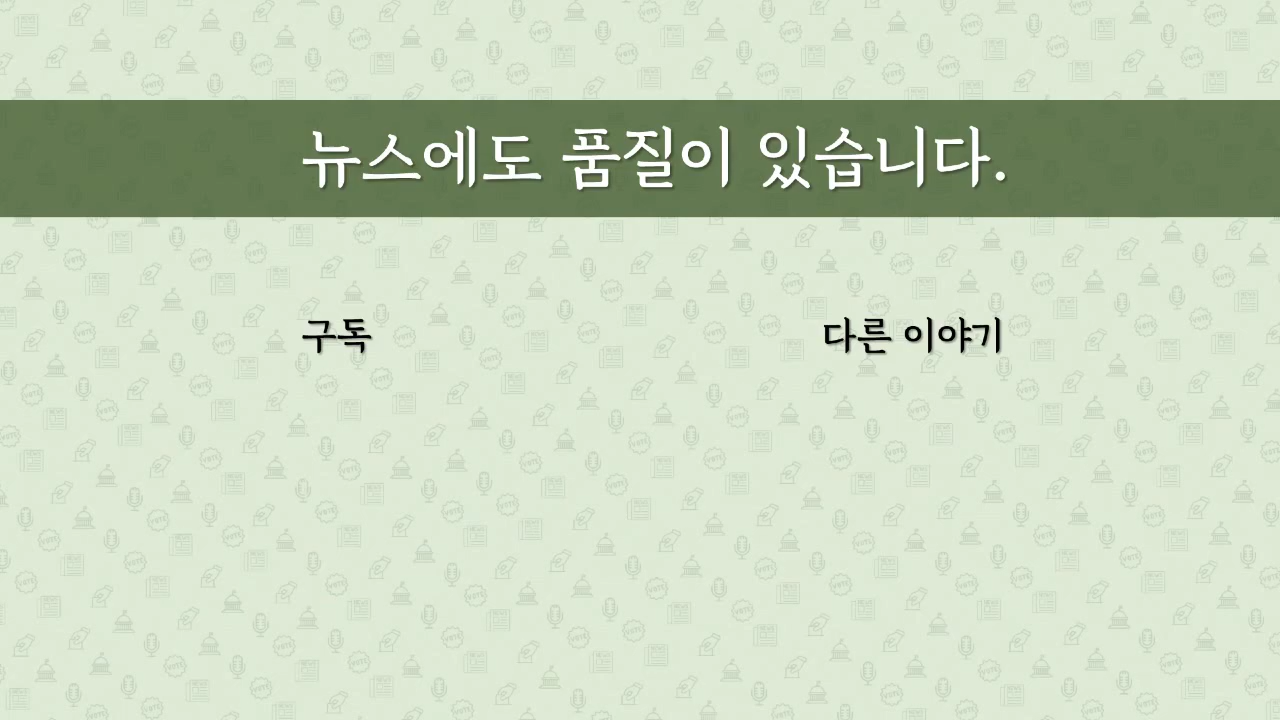 뉴스에도 품질이 있습니다.
구독
다른 이야기